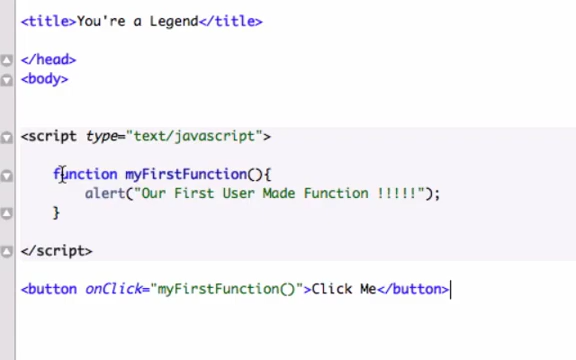 <title>You're a Legend</title>
</head>
<body>
<script type="text/javascript">
function myFirstFunction(){
alert("Our First User Made Function !!!!!");
}
</script>
<button onClick="myFirstFunction()">Click Me</button>